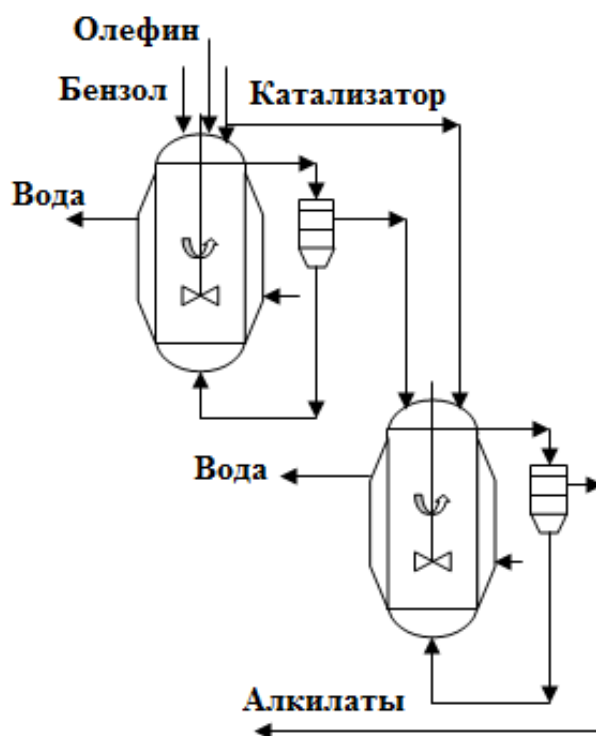 Олефин
Бензол
Катализатор
Вода
Вода
Алкилаты